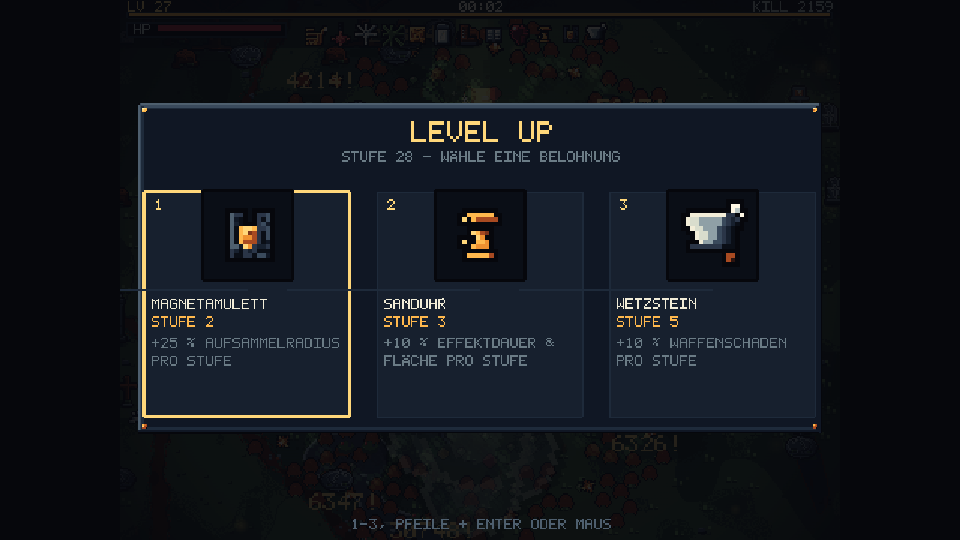 LV 27
00:02
KILL 2159
HP
4214!
LEVEL UP
STUFE 28 – WÄHLE EINE BELOHNUNG
1
MAGNETAMULETT
STUFE 2
+25 % AUFSAMMELRADIUS
PRO STUFE
2
SANDUHR
STUFE 3
+10 % EFFEKTDAUER &
FLÄCHE PRO STUFE
3
WETZSTEIN
STUFE 5
+10 % WAFFENSCHADEN
PRO STUFE
6326!
6347!
1–3, PFEILE + ENTER ODER MAUS